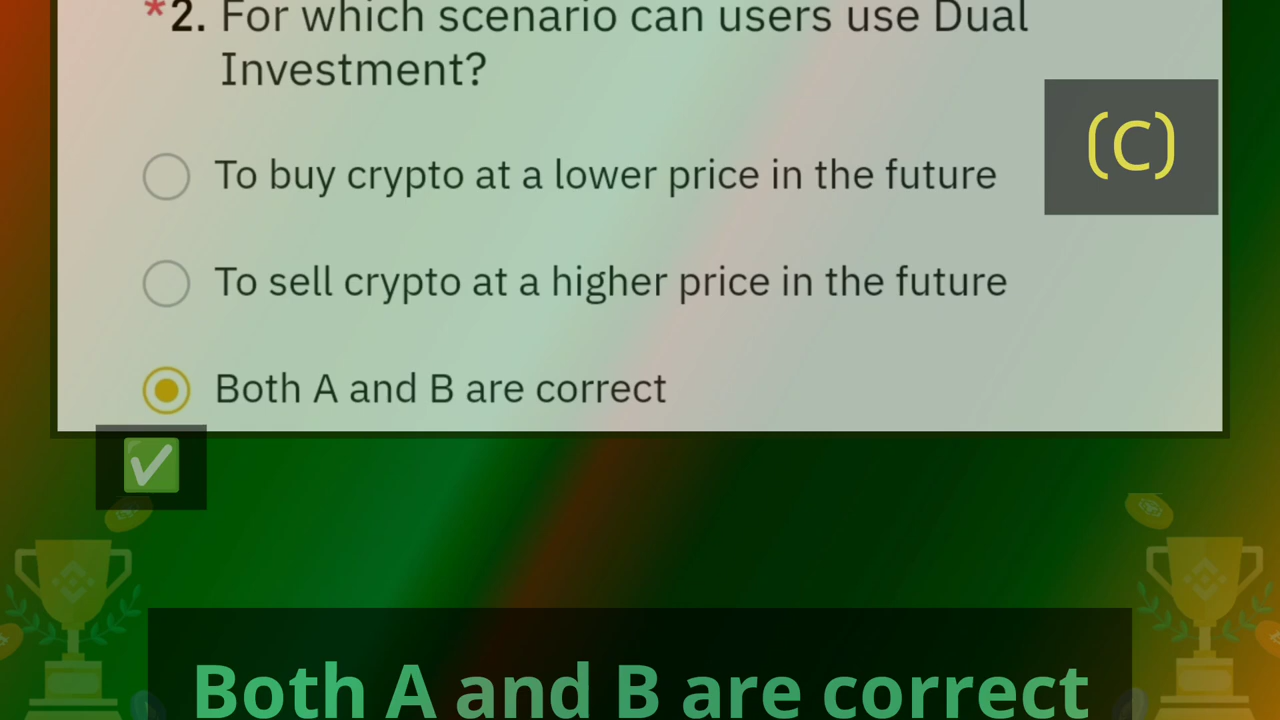 *2. For which scenario can users use Dual
Investment?
(C)
To buy crypto at a lower price in the future
To sell crypto at a higher price in the future
Both A and B are correct
Both A and B are correct